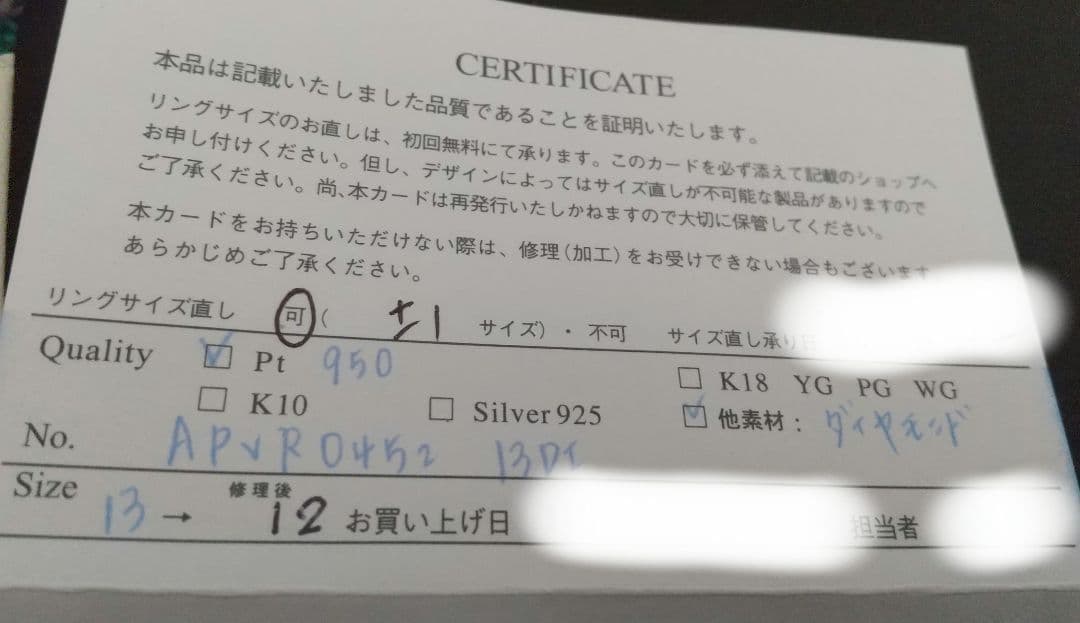 CERTIFICATE
本品は記載いたしました品質であることを証明いたします。
リングサイズのお直しは、初回無料にて承ります。このカードを必ず添えて記載のショップへ
お申し付けください。但し、デザインによってはサイズ直しが不可能な製品がありますので
ご了承ください。尚、本カードは再発行いたしかねますので大切に保管してください。
本カードをお持ちいただけない際は、修理(加工)をお受けできない場合もございます
あらかじめご了承ください。
リングサイズ直し 可( ±1 サイズ)・不可 サイズ直し承り日
Quality Pt 950 K18 YG PG WG
K10 Silver925 他素材: ダイヤモンド
No. APVR0452 13DI
Size 13 → 修理後 12 お買い上げ日 担当者